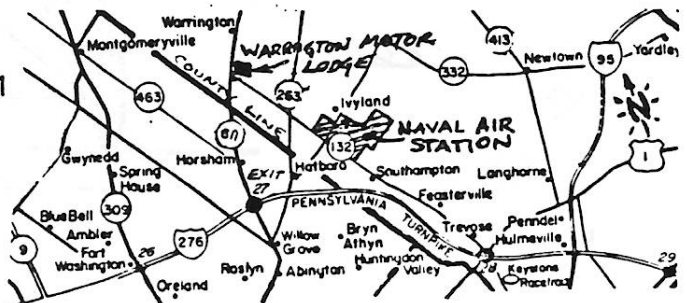 Warrington
Montgomeryville
WARRINGTON MOTOR
LODGE
413
Newtown
95
Yardley
332
COUNTY
LINE
463
263
Ivyland
NAVAL AIR
STATION
132
N
1
611
Gwynedd
Spring
House
Horsham
Hatboro
Southampton
Langhorne
EXIT
27
Feasterville
PENNSYLVANIA
TURNPIKE
309
Blue Bell
Ambler
Fort
Washington
26
276
9
Willow
Grove
Bryn
Athyn
Trevose
Penndel
Hulmeville
28
29
Oreland
Roslyn
Abington
Huntingdon
Valley
Keystone
Racetrack